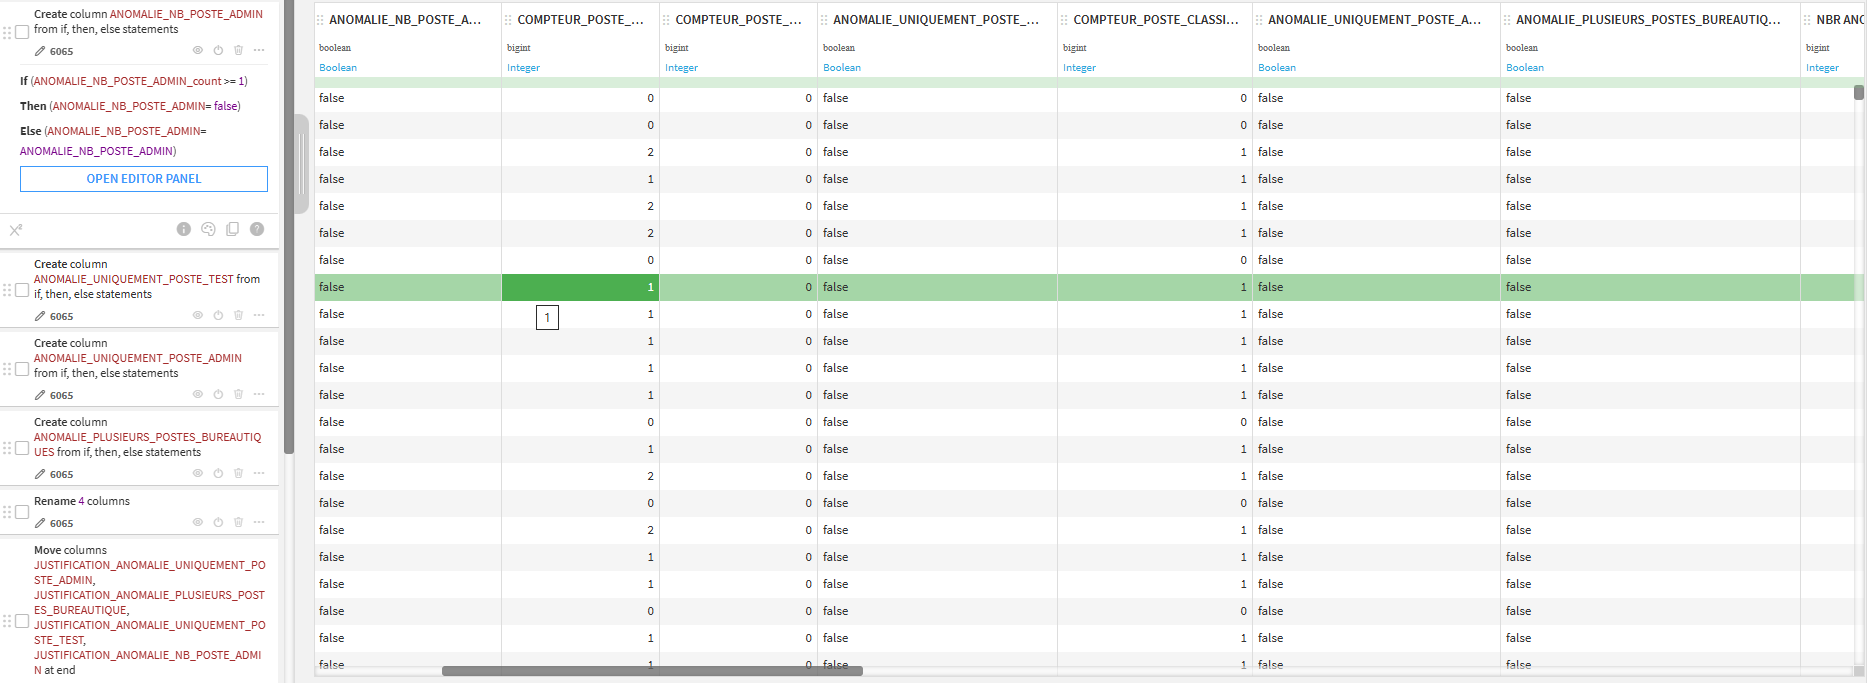 Create column ANOMALIE_NB_POSTE_ADMIN
from if, then, else statements
6065
If (ANOMALIE_NB_POSTE_ADMIN_count >= 1)
Then (ANOMALIE_NB_POSTE_ADMIN= false)
Else (ANOMALIE_NB_POSTE_ADMIN=
ANOMALIE_NB_POSTE_ADMIN)
OPEN EDITOR PANEL
Create column
ANOMALIE_UNIQUEMENT_POSTE_TEST from
if, then, else statements
6065
Create column
ANOMALIE_UNIQUEMENT_POSTE_ADMIN
from if, then, else statements
6065
Create column
ANOMALIE_PLUSIEURS_POSTES_BUREAUTIQ
UES from if, then, else statements
6065
Rename 4 columns
6065
Move columns
JUSTIFICATION_ANOMALIE_UNIQUEMENT_PO
STE_ADMIN,
JUSTIFICATION_ANOMALIE_PLUSIEURS_POST
ES_BUREAUTIQUE,
JUSTIFICATION_ANOMALIE_UNIQUEMENT_PO
STE_TEST,
JUSTIFICATION_ANOMALIE_NB_POSTE_ADMI
N at end
ANOMALIE_NB_POSTE_A... COMPTEUR_POSTE_... COMPTEUR_POSTE_... ANOMALIE_UNIQUEMENT_POSTE_... COMPTEUR_POSTE_CLASSI... ANOMALIE_UNIQUEMENT_POSTE_A... ANOMALIE_PLUSIEURS_POSTES_BUREAUTIQ... NBR ANO
boolean bigint bigint boolean bigint boolean boolean bigint
Boolean Integer Integer Boolean Integer Boolean Boolean Integer
false 0 0 false 0 false false
false 0 0 false 0 false false
false 2 0 false 1 false false
false 1 0 false 1 false false
false 2 0 false 1 false false
false 2 0 false 1 false false
false 0 0 false 0 false false
false 1 0 false 1 false false
false 1 0 false 1 false false
1
false 1 0 false 1 false false
false 1 0 false 1 false false
false 1 0 false 1 false false
false 0 0 false 0 false false
false 1 0 false 1 false false
false 2 0 false 1 false false
false 0 0 false 0 false false
false 2 0 false 1 false false
false 1 0 false 1 false false
false 1 0 false 1 false false
false 0 0 false 0 false false
false 1 0 false 1 false false
false 1 0 false 1 false false